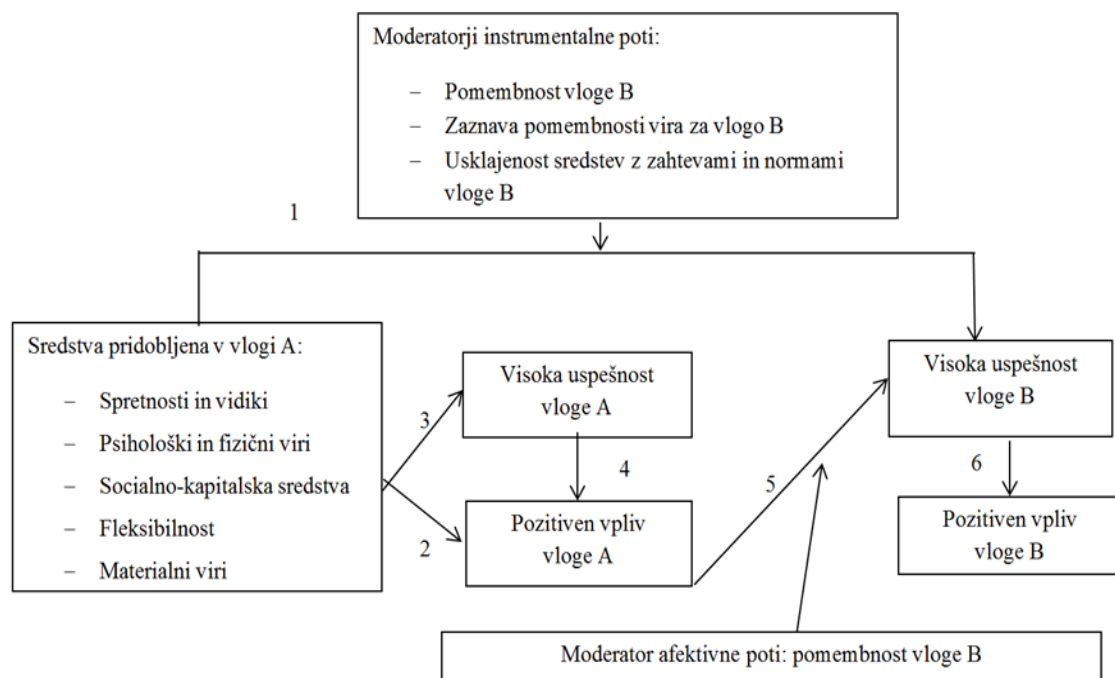 Moderatorji instrumentalne poti:
– Pomembnost vloge B
– Zaznava pomembnosti vira za vlogo B
– Usklajenost sredstev z zahtevami in normami
vloge B
1
Sredstva pridobljena v vlogi A:
– Spretnosti in vidiki
– Psihološki in fizični viri
– Socialno-kapitalska sredstva
– Fleksibilnost
– Materialni viri
3
2
Visoka uspešnost
vloge A
4
Pozitiven vpliv
vloge A
5
Visoka uspešnost
vloge B
6
Pozitiven vpliv
vloge B
Moderator afektivne poti: pomembnost vloge B